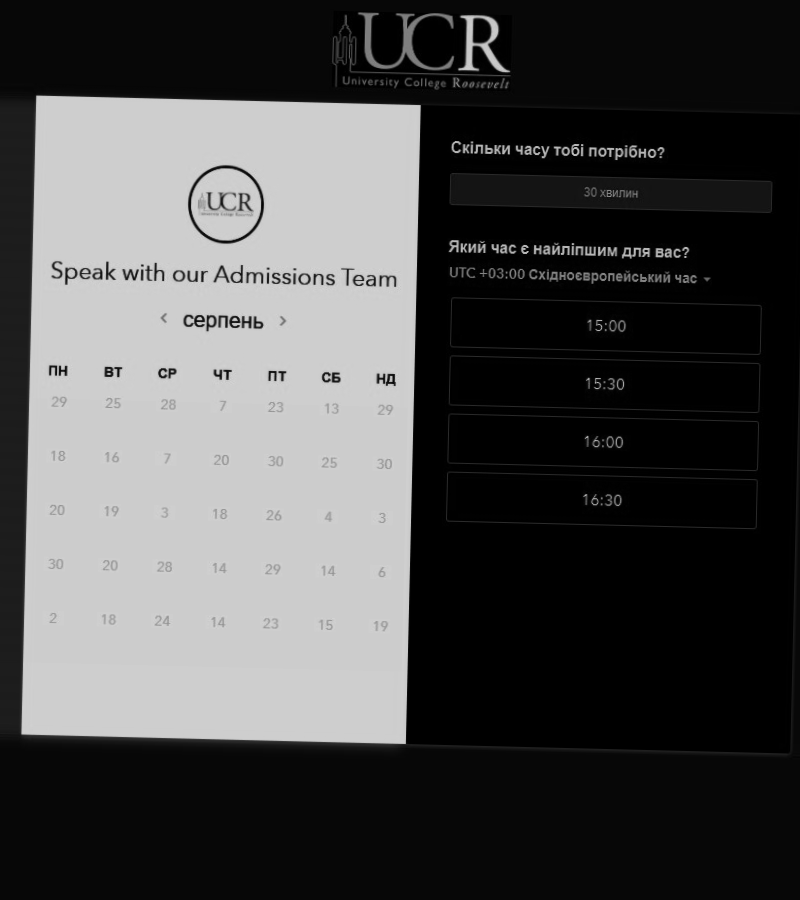 UCR
University College Roosevelt
UCR
University College Roosevelt
Speak with our Admissions Team
серпень
ПН ВТ СР ЧТ ПТ СБ НД
29 25 28 7 23 13 29
18 16 7 20 30 25 30
20 19 3 18 26 4 3
30 20 28 14 29 14 6
2 18 24 14 23 15 19
Скільки часу тобі потрібно?
30 хвилин
Який час є найліпшим для вас?
UTC +03:00 Східноєвропейський час
15:00
15:30
16:00
16:30